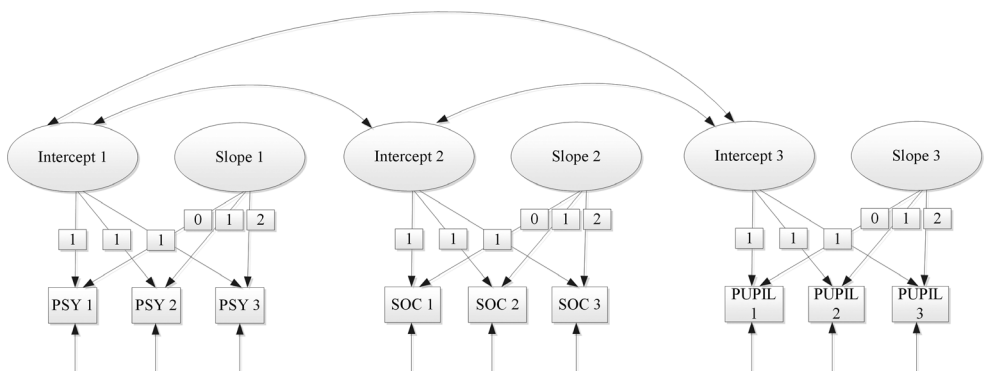 Intercept 1
Slope 1
Intercept 2
Slope 2
Intercept 3
Slope 3
0 1 2
0 1 2
0 1 2
1 1 1
1 1 1
1 1 1
PSY 1
PSY 2
PSY 3
SOC 1
SOC 2
SOC 3
PUPIL
1
PUPIL
2
PUPIL
3